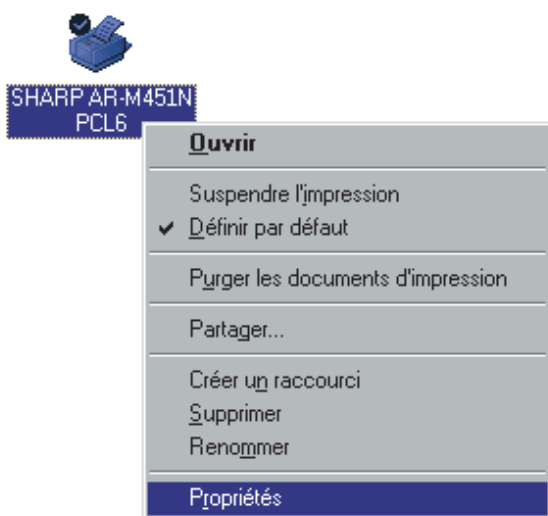 SHARP AR-M451N
PCL6
Ouvrir
Suspendre l'impression
Définir par défaut
Purger les documents d'impression
Partager...
Créer un raccourci
Supprimer
Renommer
Propriétés